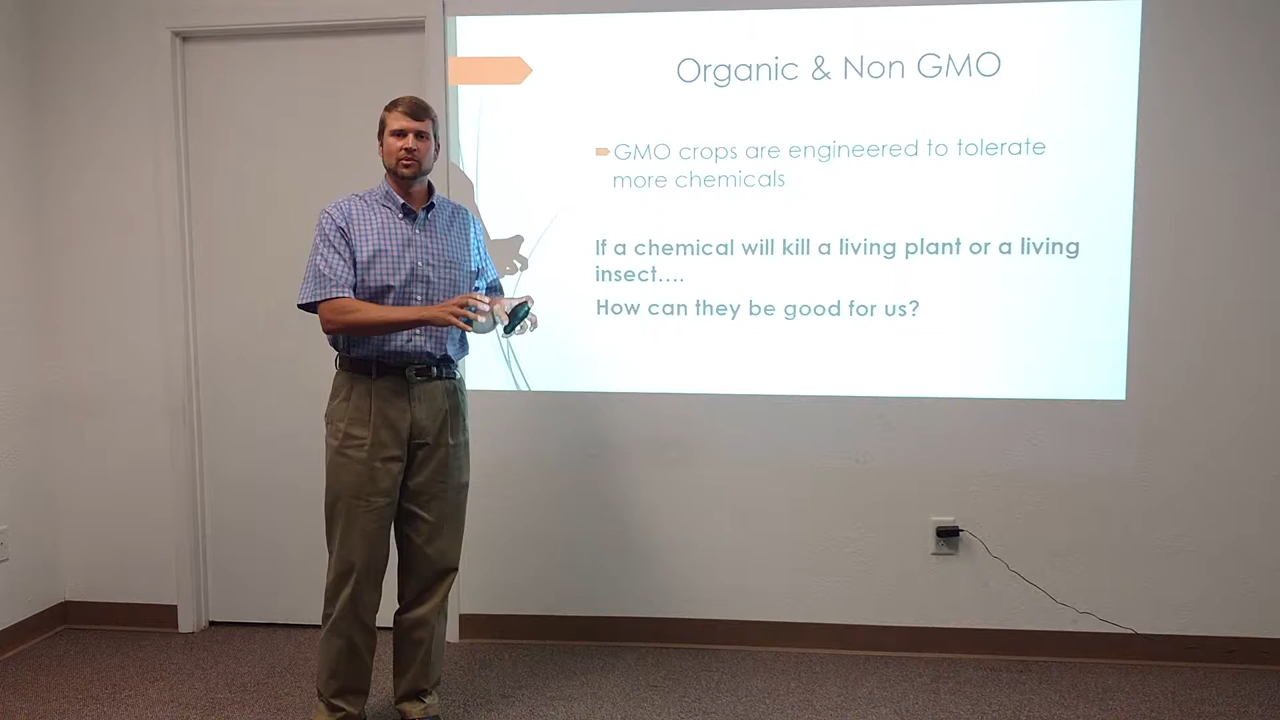 Organic & Non GMO
GMO crops are engineered to tolerate
more chemicals
If a chemical will kill a living plant or a living
insect....
How can they be good for us?